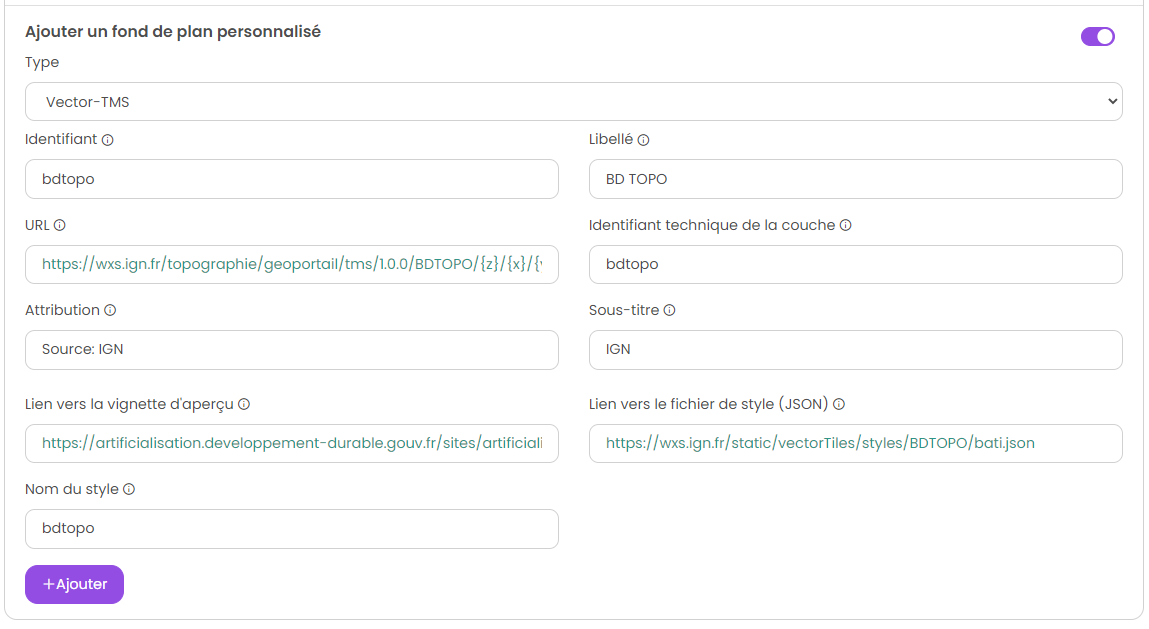 Ajouter un fond de plan personnalisé
Type
Vector-TMS
Identifiant
Libellé
bdtopo
BD TOPO
URL
Identifiant technique de la couche
https://wxs.ign.fr/topographie/geoportail/tms/1.0.0/BDTOPO/{z}/{x}/{
bdtopo
Attribution
Sous-titre
Source: IGN
IGN
Lien vers la vignette d'aperçu
Lien vers le fichier de style (JSON)
https://artificialisation.developpement-durable.gouv.fr/sites/artificiali
https://wxs.ign.fr/static/vectorTiles/styles/BDTOPO/bati.json
Nom du style
bdtopo
+Ajouter